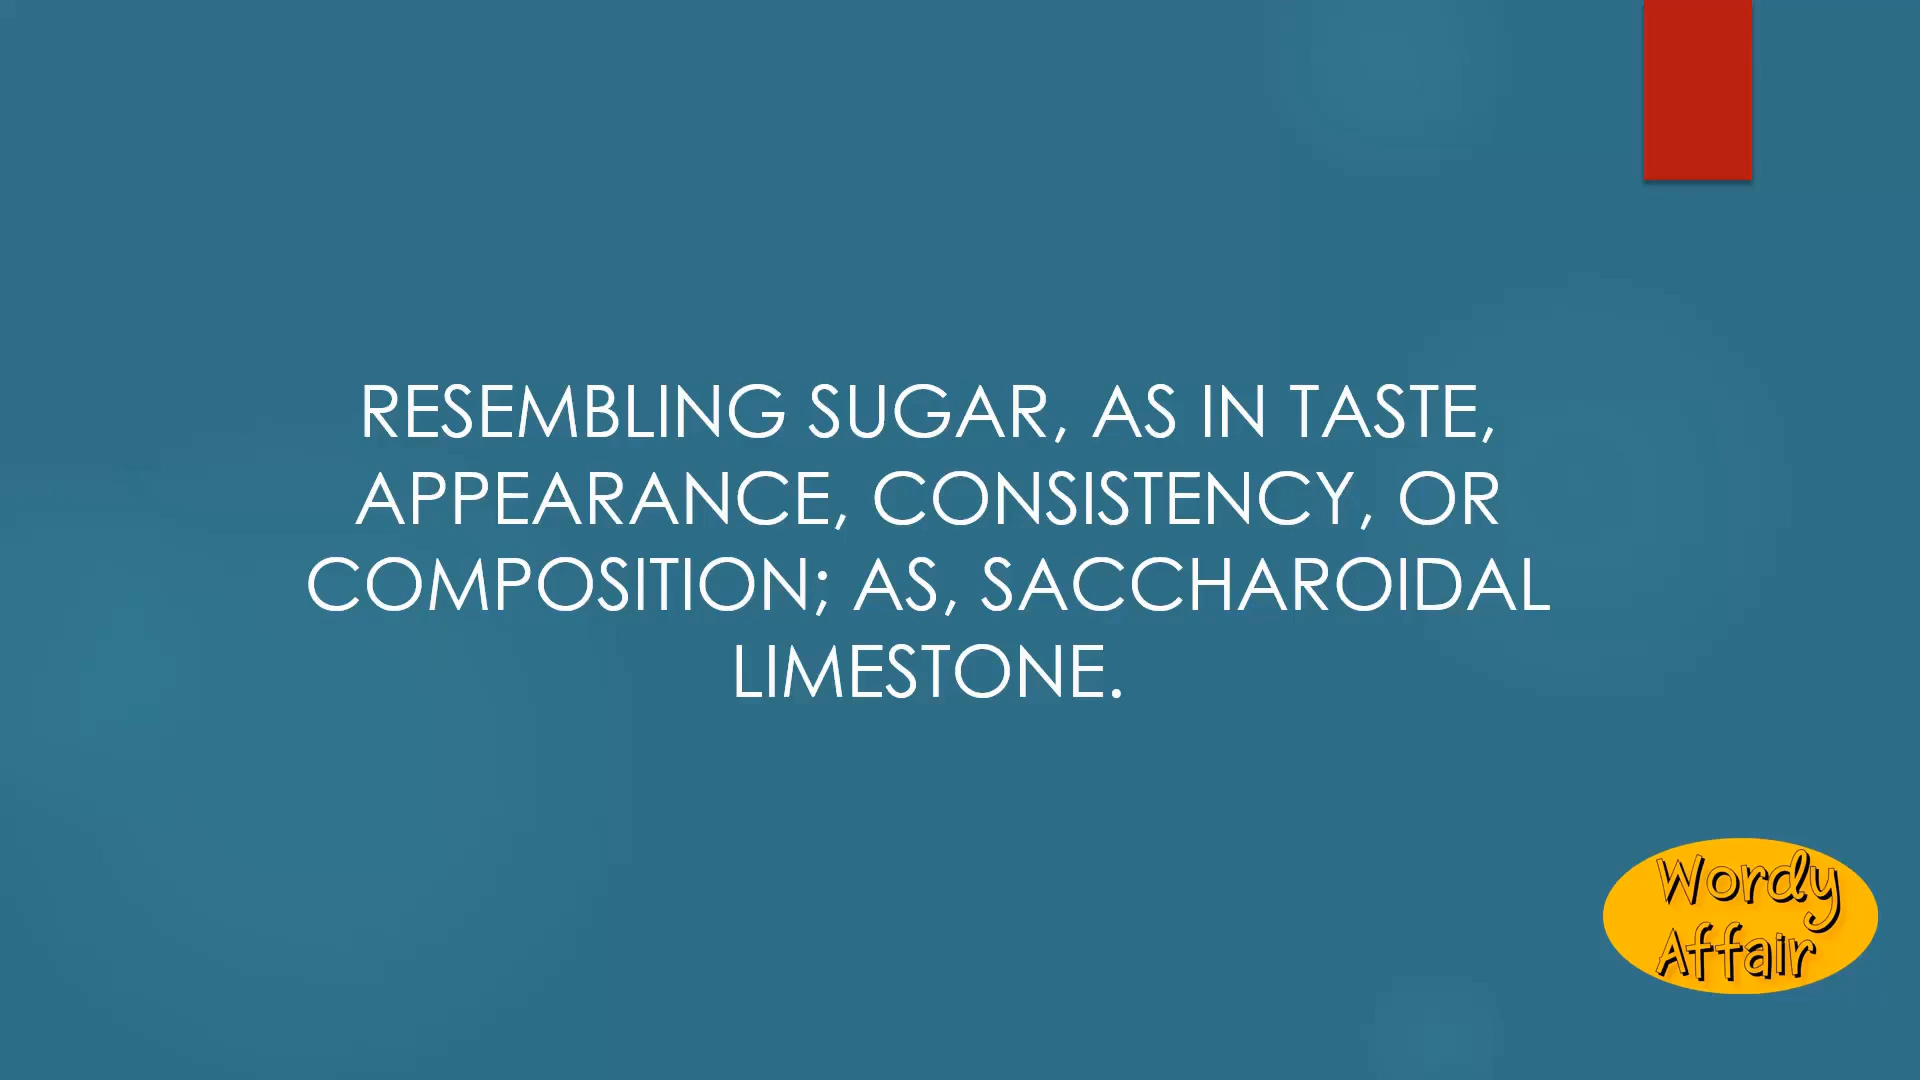 RESEMBLING SUGAR, AS IN TASTE,
APPEARANCE, CONSISTENCY, OR
COMPOSITION; AS, SACCHAROIDAL
LIMESTONE.
Wordy
Affair